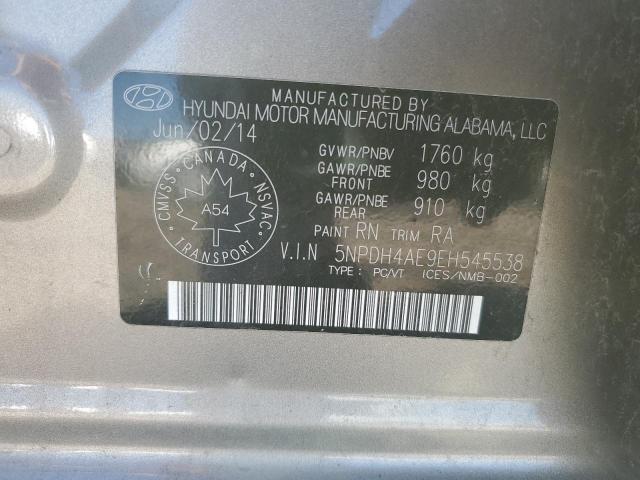 MANUFACTURED BY
HYUNDAI MOTOR MANUFACTURING ALABAMA, LLC
Jun/02/14
GVWR/PNBV 1760 kg
GAWR/PNBE FRONT 980 kg
GAWR/PNBE REAR 910 kg
PAINT RN TRIM RA
V.I.N 5NPDH4AE9EH545538
TYPE: PC/VT ICES/NMB-002
CANADA
CMVSS NSVAC
A54
TRANSPORT